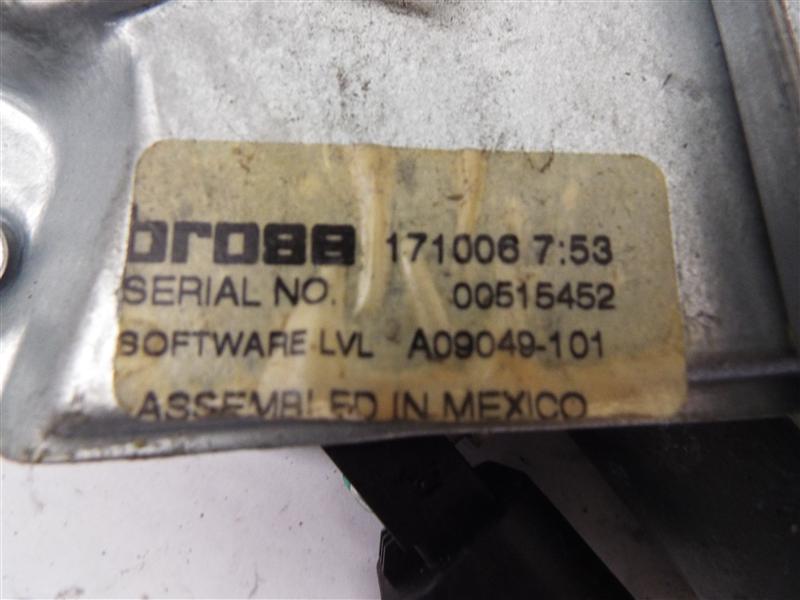 brose 171006 7:53
SERIAL NO. 00515452
SOFTWARE LVL A09049-101
ASSEMBLED IN MEXICO